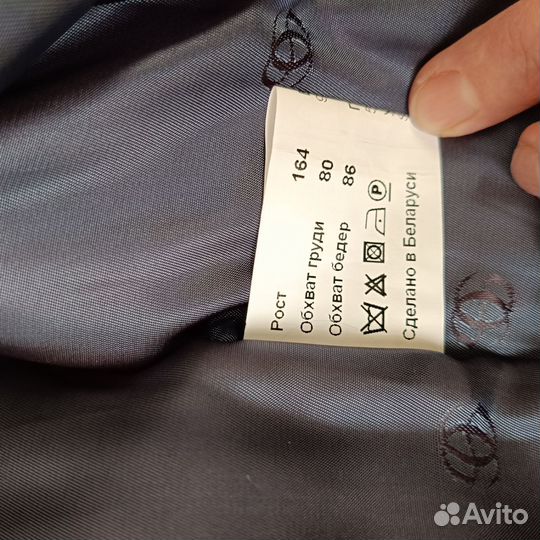 Рост 164
Обхват груди 80
Обхват бедер 86
P
Сделано в Беларуси
Avito